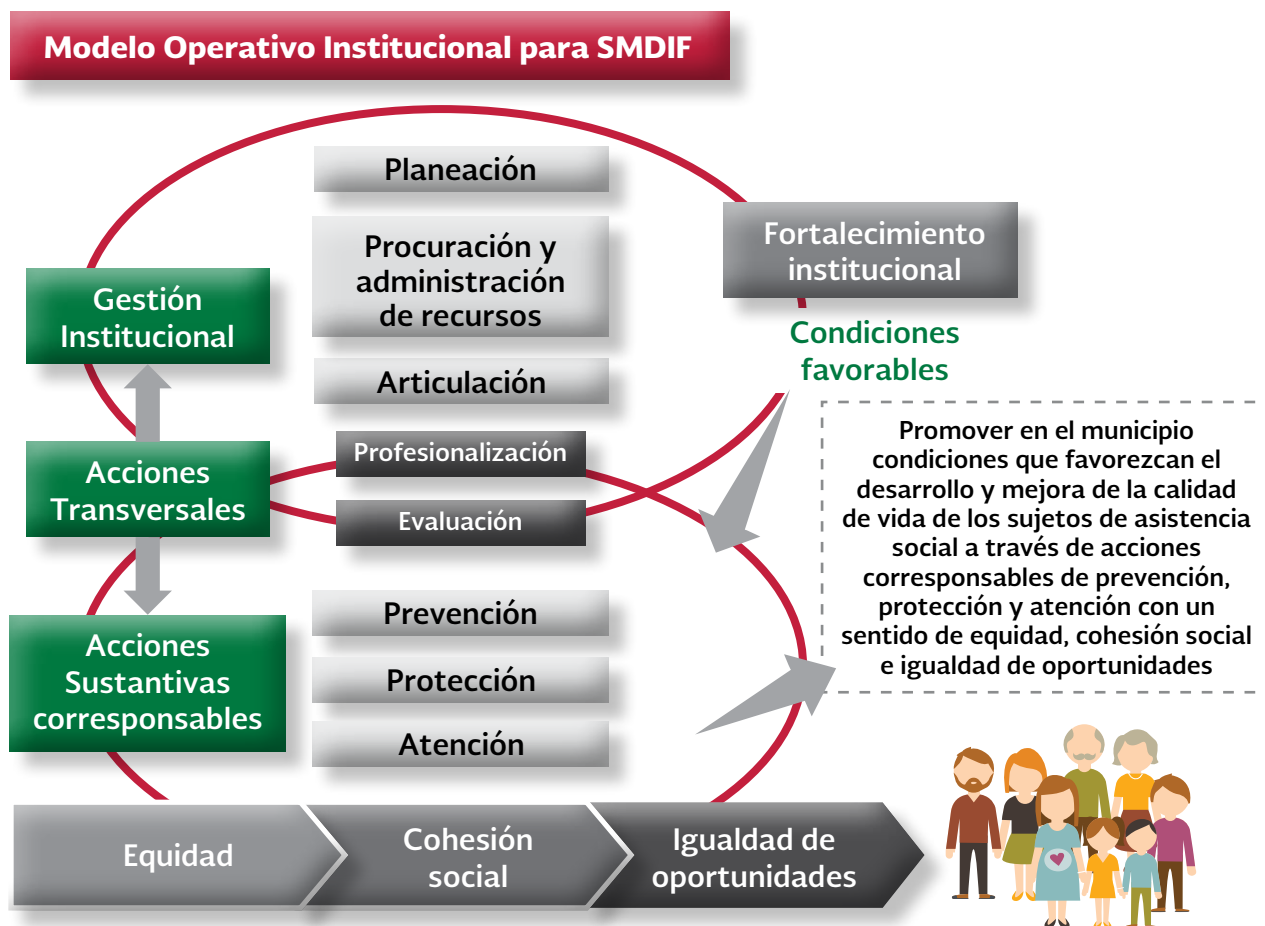 Modelo Operativo Institucional para SMDIF
Planeación
Procuración y
administración
de recursos
Articulación
Gestión
Institucional
Fortalecimiento
institucional
Condiciones
favorables
Acciones
Transversales
Profesionalización
Evaluación
Promover en el municipio
condiciones que favorezcan el
desarrollo y mejora de la calidad
de vida de los sujetos de asistencia
social a través de acciones
corresponsables de prevención,
protección y atención con un
sentido de equidad, cohesión social
e igualdad de oportunidades
Acciones
Sustantivas
corresponsables
Prevención
Protección
Atención
Equidad
Cohesión
social
Igualdad de
oportunidades